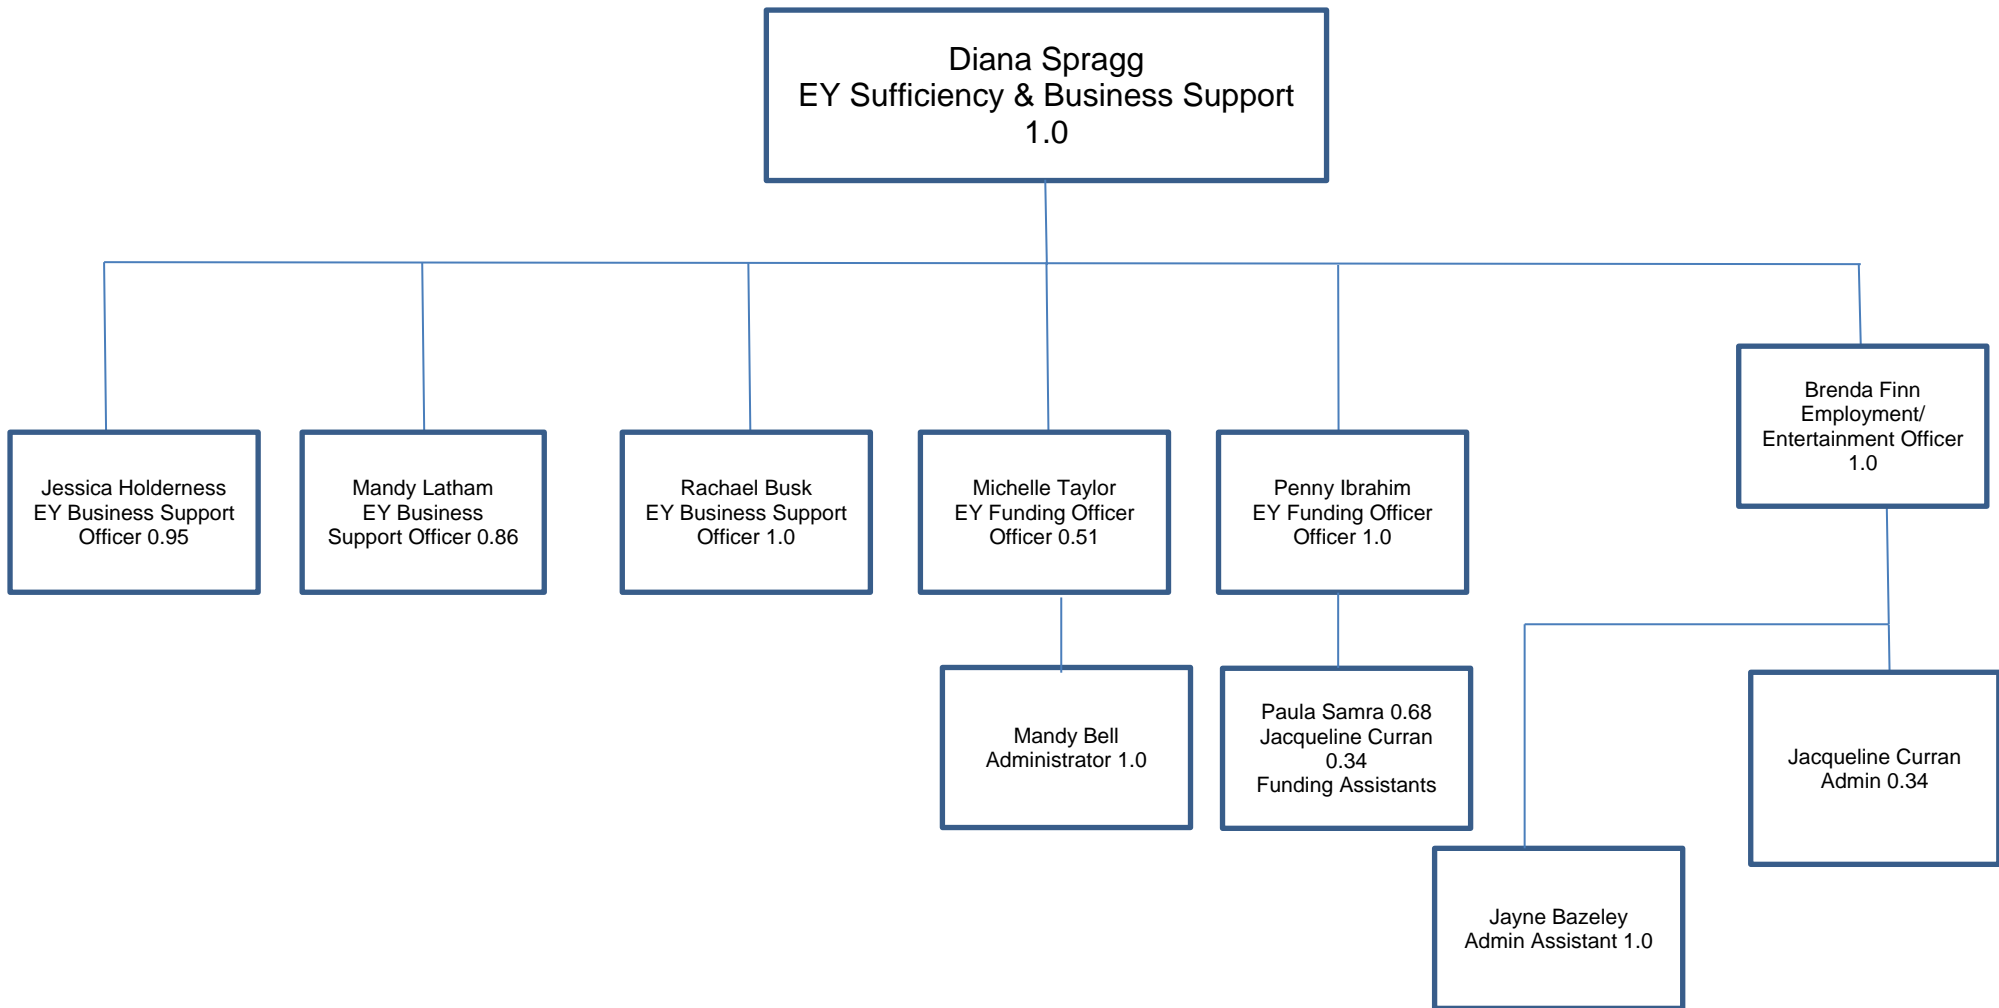 Diana Spragg
EY Sufficiency & Business Support
1.0
Brenda Finn
Employment/
Entertainment Officer
1.0
Jessica Holderness
EY Business Support
Officer 0.95
Mandy Latham
EY Business
Support Officer 0.86
Rachael Busk
EY Business Support
Officer 1.0
Michelle Taylor
EY Funding Officer
Officer 0.51
Penny Ibrahim
EY Funding Officer
Officer 1.0
Mandy Bell
Administrator 1.0
Paula Samra 0.68
Jacqueline Curran
0.34
Funding Assistants
Jacqueline Curran
Admin 0.34
Jayne Bazeley
Admin Assistant 1.0